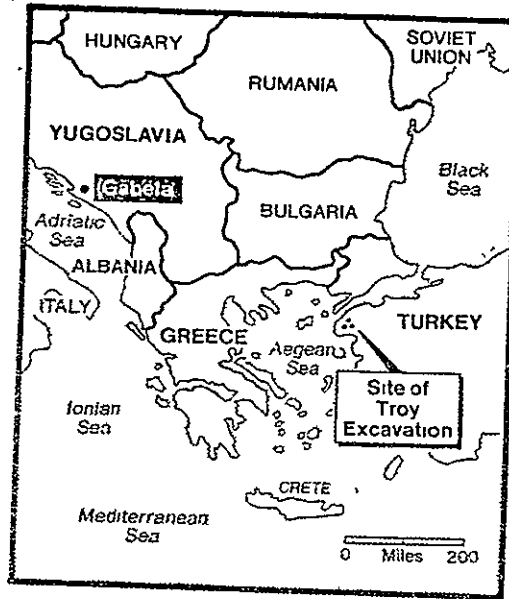 HUNGARY
SOVIET
UNION
RUMANIA
YUGOSLAVIA
Black
Sea
Gabela
BULGARIA
Adriatic
Sea
ALBANIA
ITALY
GREECE
TURKEY
Aegean
Sea
Site of
Troy
Excavation
Ionian
Sea
CRETE
Mediterranean
Sea
0 Miles 200